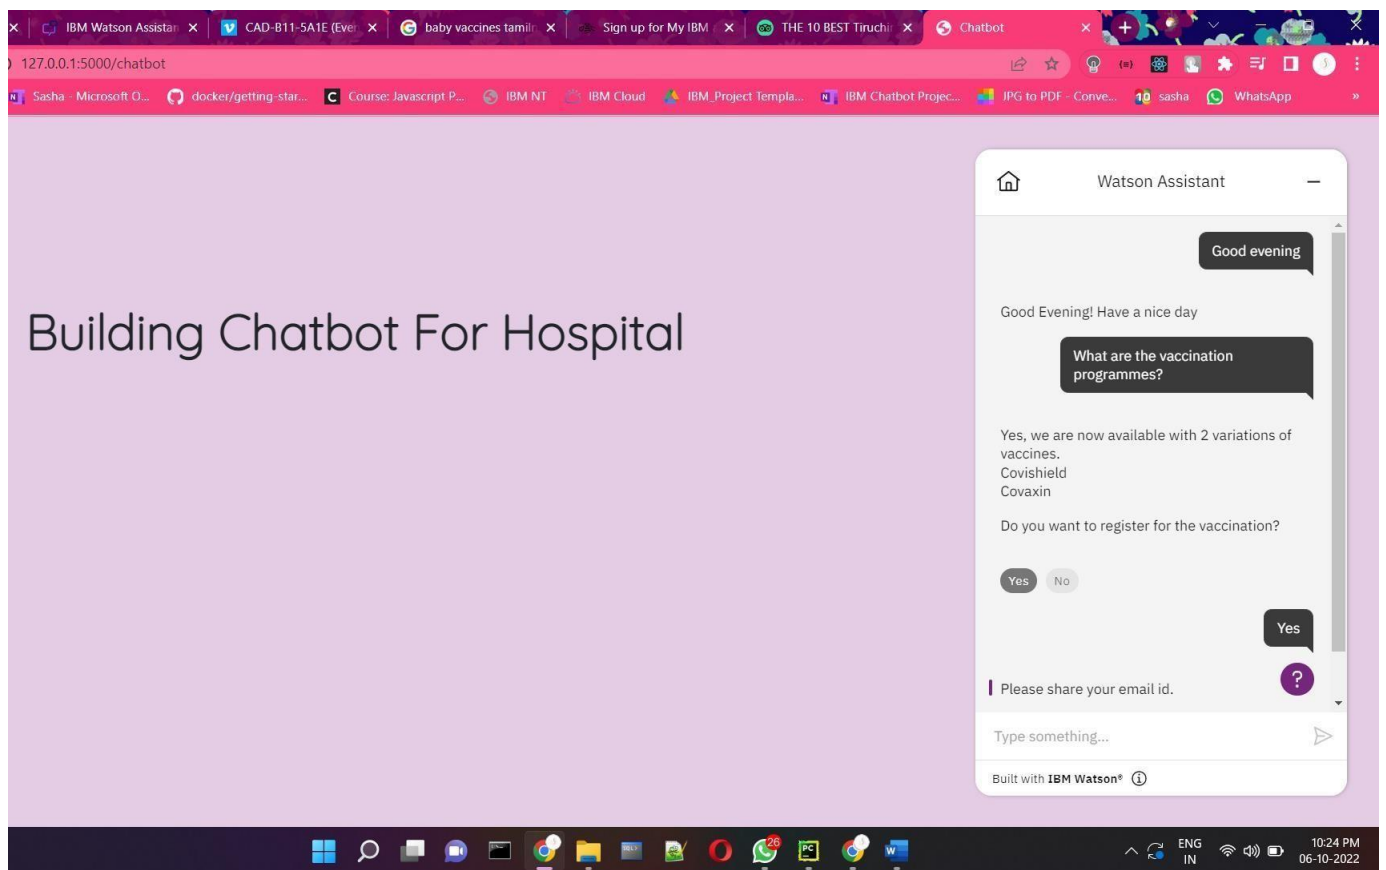 IBM Watson Assistan
CAD-B11-5A1E (Even
baby vaccines tamiln
Sign up for My IBM
THE 10 BEST Tiruchi
Chatbot
127.0.0.1:5000/chatbot
Sasha - Microsoft O...
docker/getting-star...
Course: Javascript P...
IBM NT
IBM Cloud
IBM_Project Templa...
IBM Chatbot Projec...
JPG to PDF - Conve...
sasha
WhatsApp
»
Watson Assistant
Good evening
Good Evening! Have a nice day
What are the vaccination
programmes?
Building Chatbot For Hospital
Yes, we are now available with 2 variations of
vaccines.
Covishield
Covaxin
Do you want to register for the vaccination?
Yes No
Yes
Please share your email id.
?
Type something...
Built with IBM Watson®
26
PC
W
ENG
IN
10:24 PM
06-10-2022